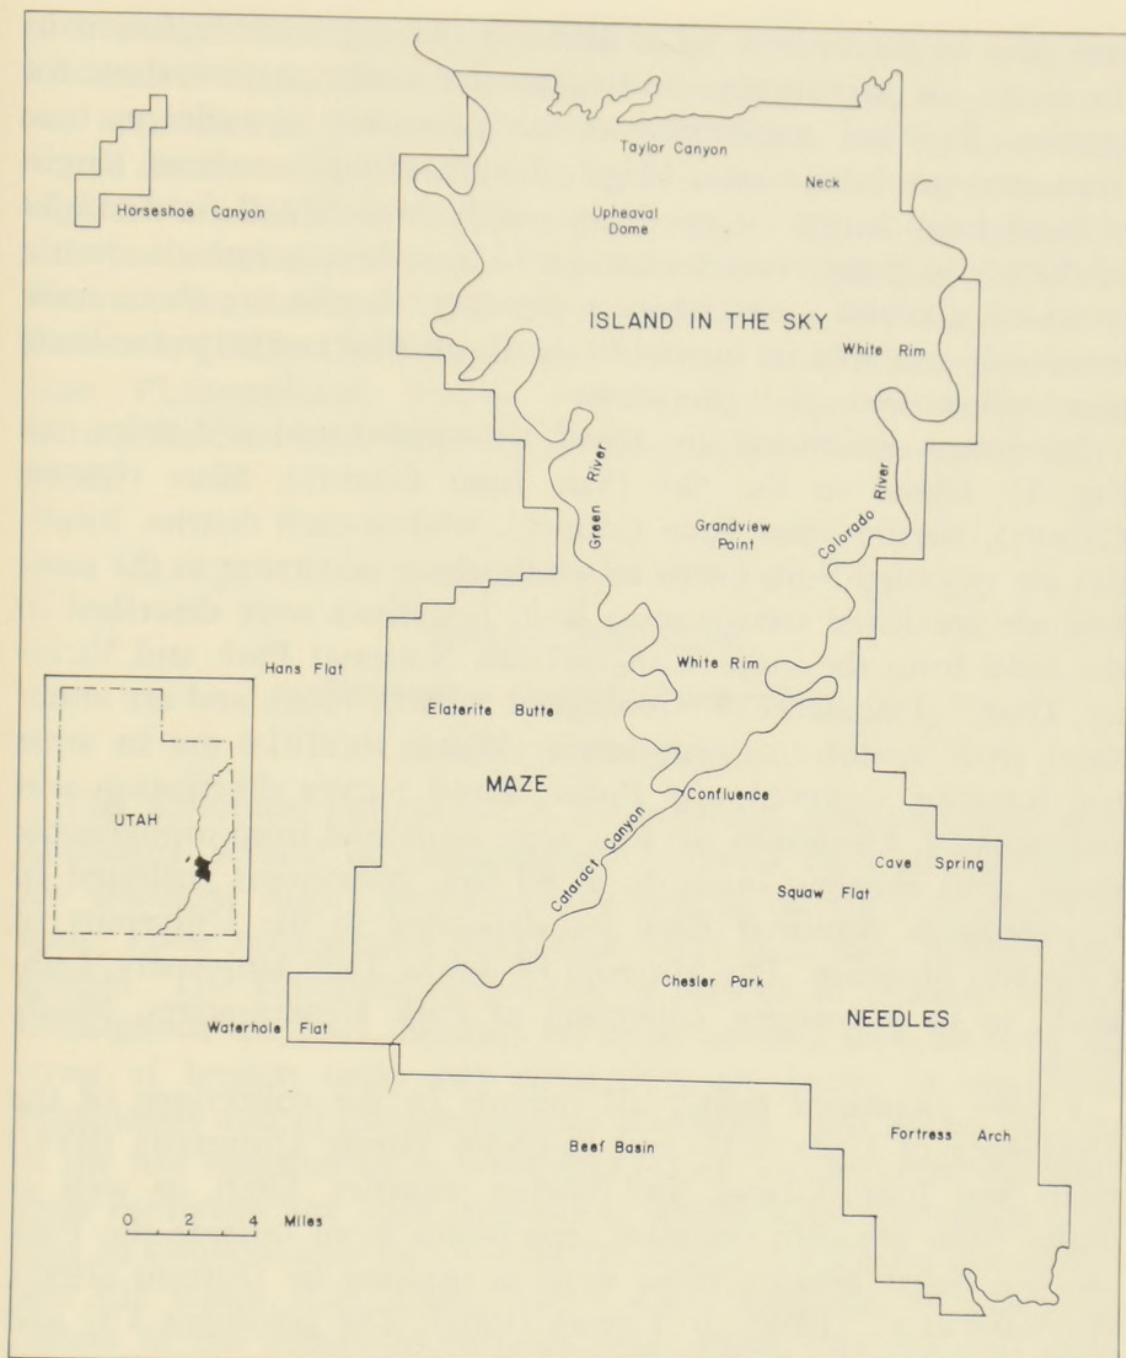 Taylor Canyon
Neck
Horseshoe Canyon
Upheaval
Dome
ISLAND IN THE SKY
White Rim
Green River
Colorado River
Grandview
Point
Hans Flat
White Rim
Elaterite Butte
MAZE
Confluence
UTAH
Cataract Canyon
Cave Spring
Squaw Flat
Chesler Park
NEEDLES
Waterhole Flat
Fortress Arch
Beef Basin
0 2 4 Miles